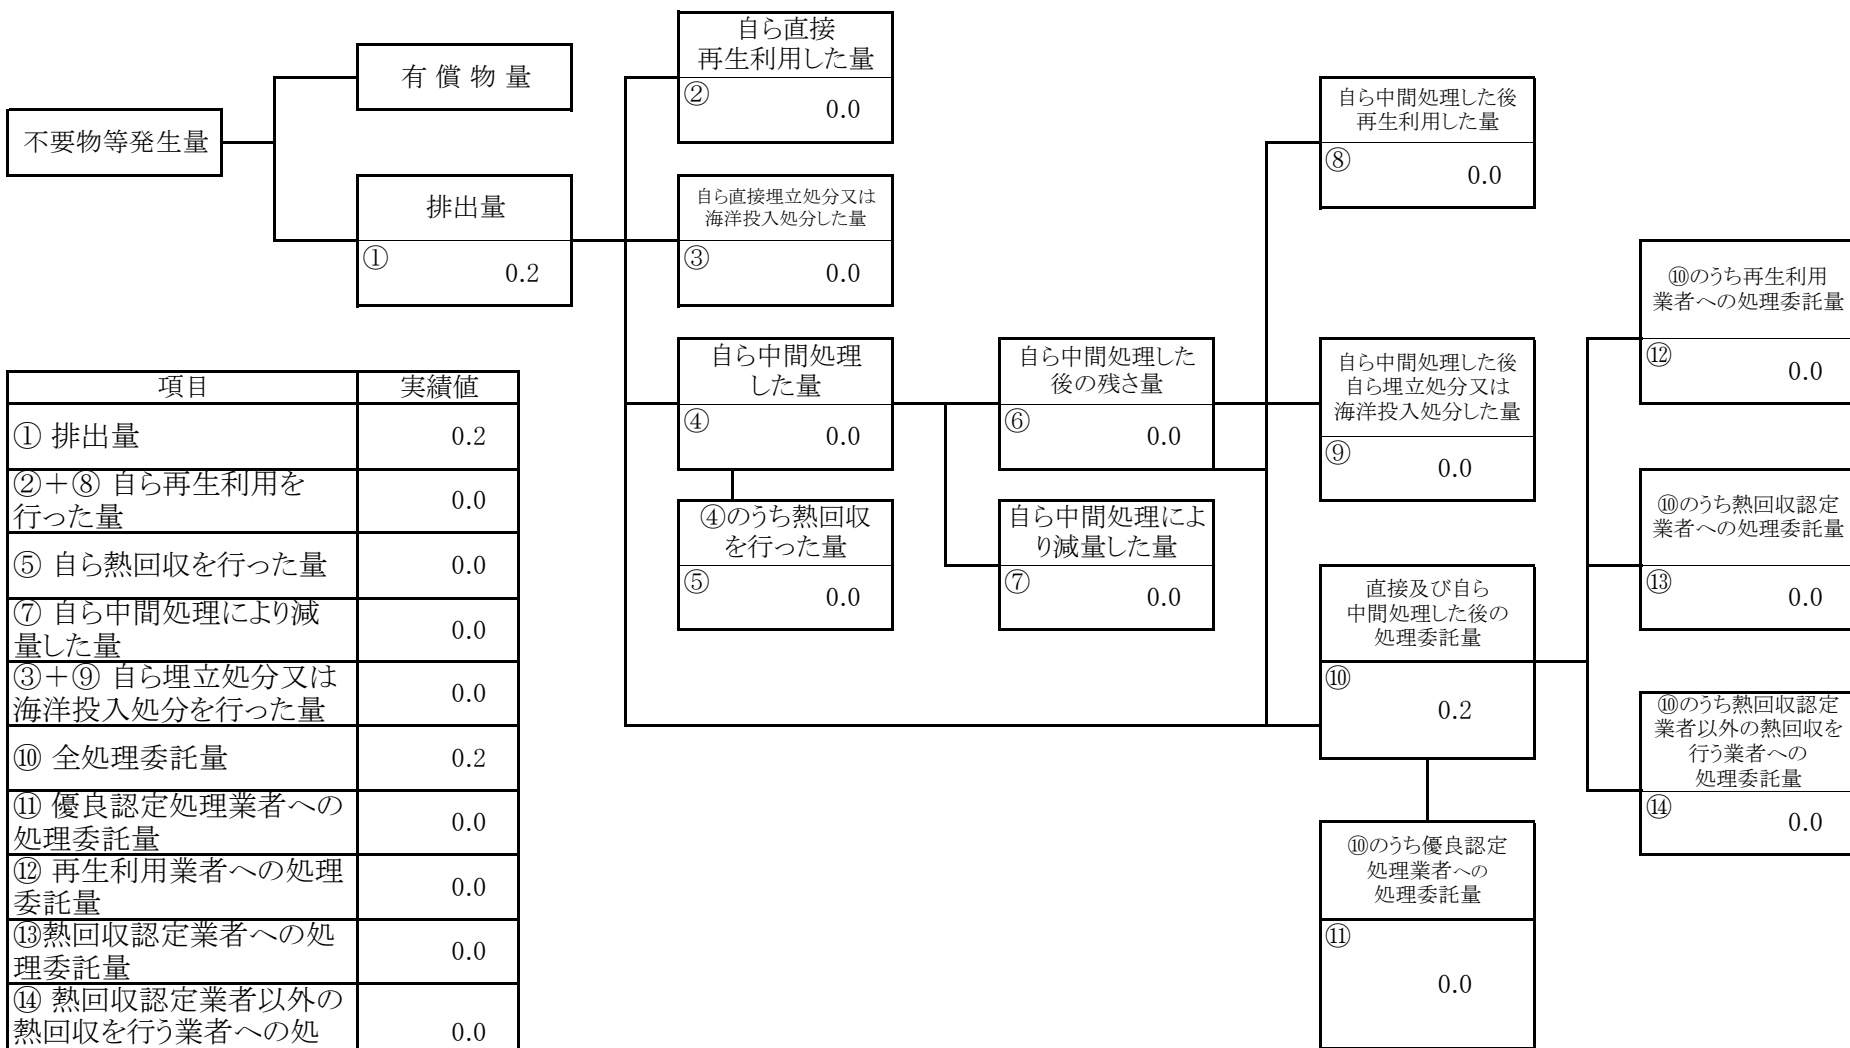 不要物等発生量
有償物量
排出量
①
0.2
自ら直接
再生利用した量
②
0.0
自ら直接埋立処分又は
海洋投入処分した量
③
0.0
自ら中間処理
した量
④
0.0
④のうち熱回収
を行った量
⑤
0.0
自ら中間処理した
後の残さ量
⑥
0.0
自ら中間処理によ
り減量した量
⑦
0.0
自ら中間処理した後
再生利用した量
⑧
0.0
自ら中間処理した後
自ら埋立処分又は
海洋投入処分した量
⑨
0.0
直接及び自ら
中間処理した後の
処理委託量
⑩
0.2
⑩のうち優良認定
処理業者への
処理委託量
⑪
0.0
⑩のうち再生利用
業者への処理委託量
⑫
0.0
⑩のうち熱回収認定
業者への処理委託量
⑬
0.0
⑩のうち熱回収認定
業者以外の熱回収を
行う業者への
処理委託量
⑭
0.0
項目 実績値
① 排出量 0.2
②＋⑧ 自ら再生利用を
行った量 0.0
⑤ 自ら熱回収を行った量 0.0
⑦ 自ら中間処理により減
量した量 0.0
③＋⑨ 自ら埋立処分又は
海洋投入処分を行った量 0.0
⑩ 全処理委託量 0.2
⑪ 優良認定処理業者への
処理委託量 0.0
⑫ 再生利用業者への処理
委託量 0.0
⑬熱回収認定業者への処
理委託量 0.0
⑭ 熱回収認定業者以外の
熱回収を行う業者への処 0.0